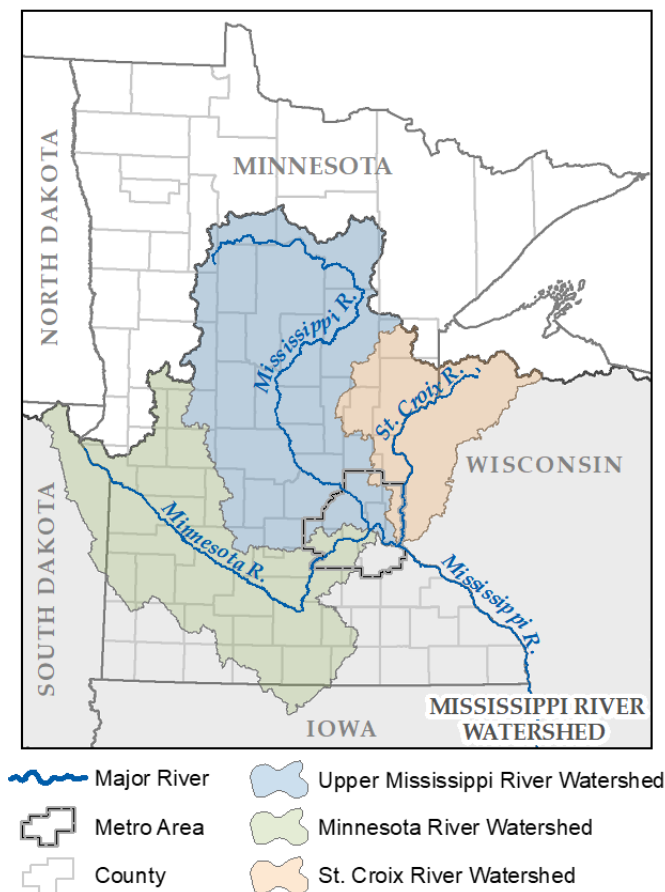 MINNESOTA
NORTH DAKOTA
Mississippi R.
St. Croix R.
WISCONSIN
Minnesota R.
SOUTH DAKOTA
Mississippi R.
MISSISSIPPI RIVER
WATERSHED
IOWA
Major River
Upper Mississippi River Watershed
Metro Area
Minnesota River Watershed
County
St. Croix River Watershed